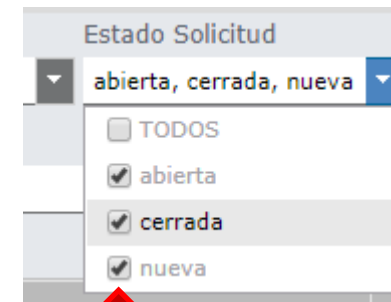 Estado Solicitud
abierta, cerrada, nueva
TODOS
abierta
cerrada
nueva